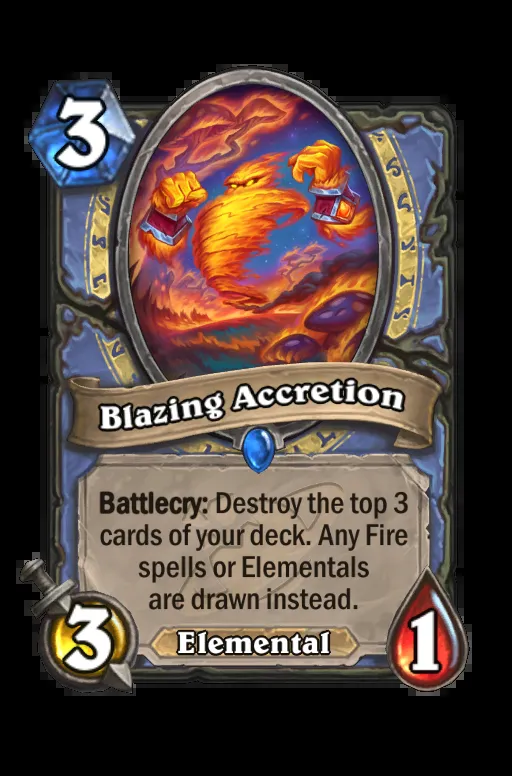 3
Blazing Accretion
Battlecry: Destroy the top 3
cards of your deck. Any Fire
spells or Elementals
are drawn instead.
3
Elemental
1